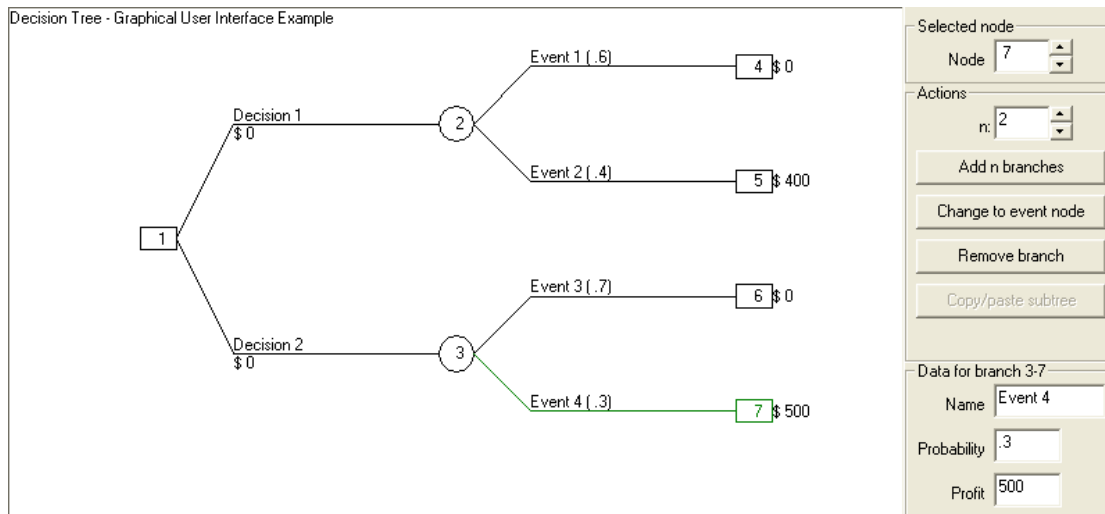 Decision Tree - Graphical User Interface Example
Event 1 ( .6)
4 $ 0
Decision 1
$ 0
2
Event 2 ( .4)
5 $ 400
1
Event 3 ( .7)
6 $ 0
Decision 2
$ 0
3
Event 4 ( .3)
7 $ 500
Selected node
Node 7
Actions
n: 2
Add n branches
Change to event node
Remove branch
Copy/paste subtree
Data for branch 3-7
Name Event 4
Probability .3
Profit 500